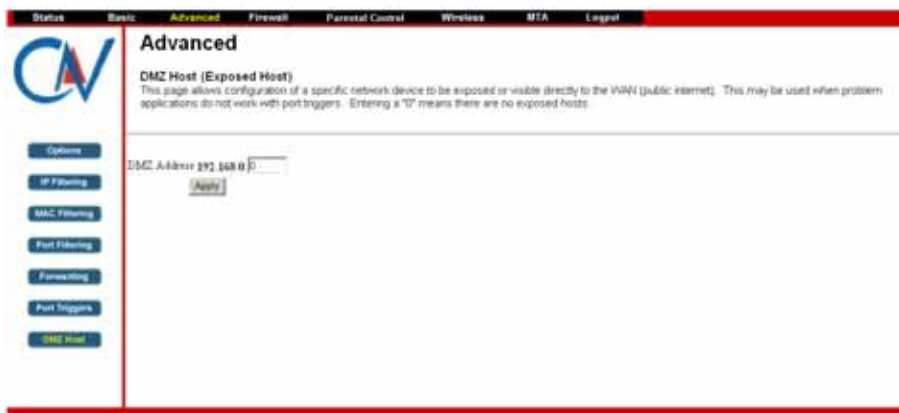 Status Basic Advanced Firewall Parental Control Wireless MTA Logout
CAV
Advanced
DMZ Host (Exposed Host)
This page allows configuration of a specific network device to be exposed or visible directly to the WAN (public internet). This may be used when problem
applications do not work with port triggers. Entering a "0" means there are no exposed hosts.
Options
IP Filtering
MAC Filtering
Port Filtering
Forwarding
Port Triggers
DMZ Host
DMZ Address 192.168.0.0
Apply